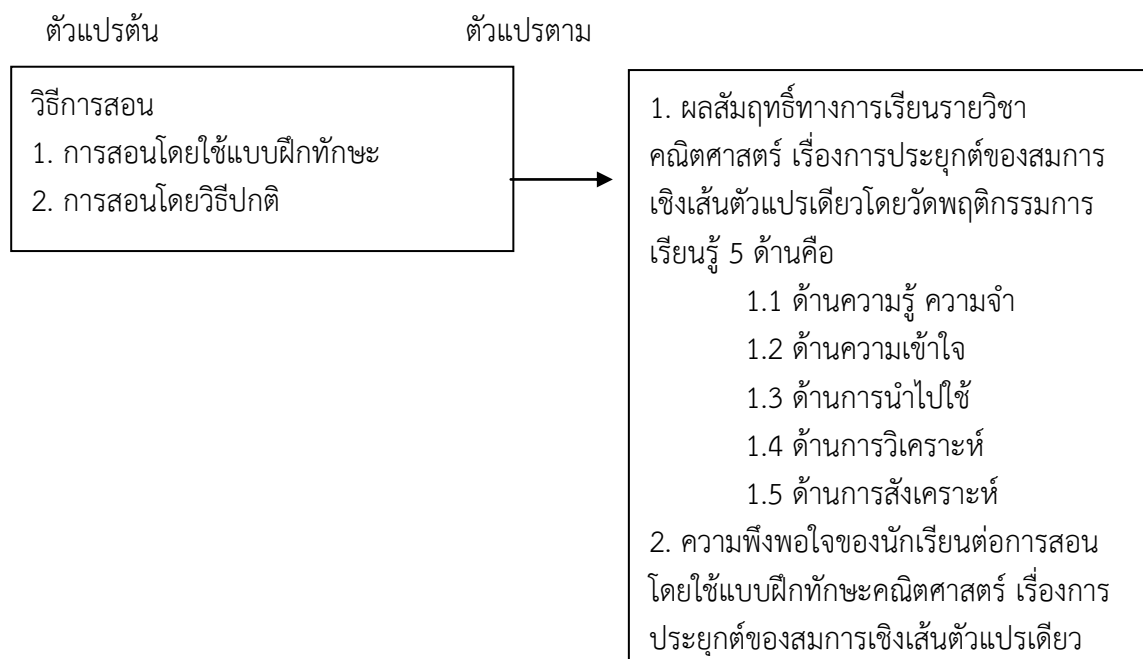 ตัวแปรต้น ตัวแปรตาม
วิธีการสอน
1. การสอนโดยใช้แบบฝึกทักษะ
2. การสอนโดยวิธีปกติ
1. ผลสัมฤทธิ์ทางการเรียนรายวิชา
คณิตศาสตร์ เรื่องการประยุกต์ของสมการ
เชิงเส้นตัวแปรเดียวโดยวัดพฤติกรรมการ
เรียนรู้ 5 ด้านคือ
1.1 ด้านความรู้ ความจำ
1.2 ด้านความเข้าใจ
1.3 ด้านการนำไปใช้
1.4 ด้านการวิเคราะห์
1.5 ด้านการสังเคราะห์
2. ความพึงพอใจของนักเรียนต่อการสอน
โดยใช้แบบฝึกทักษะคณิตศาสตร์ เรื่องการ
ประยุกต์ของสมการเชิงเส้นตัวแปรเดียว